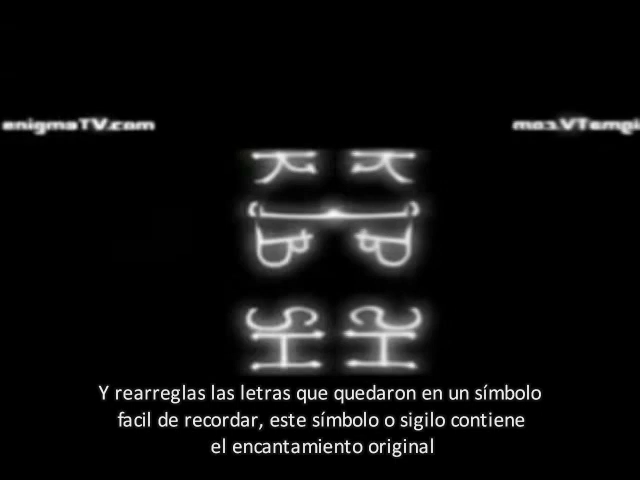 enigmaTV.com
Y rearreglas las letras que quedaron en un símbolo
facil de recordar, este símbolo o sigilo contiene
el encantamiento original